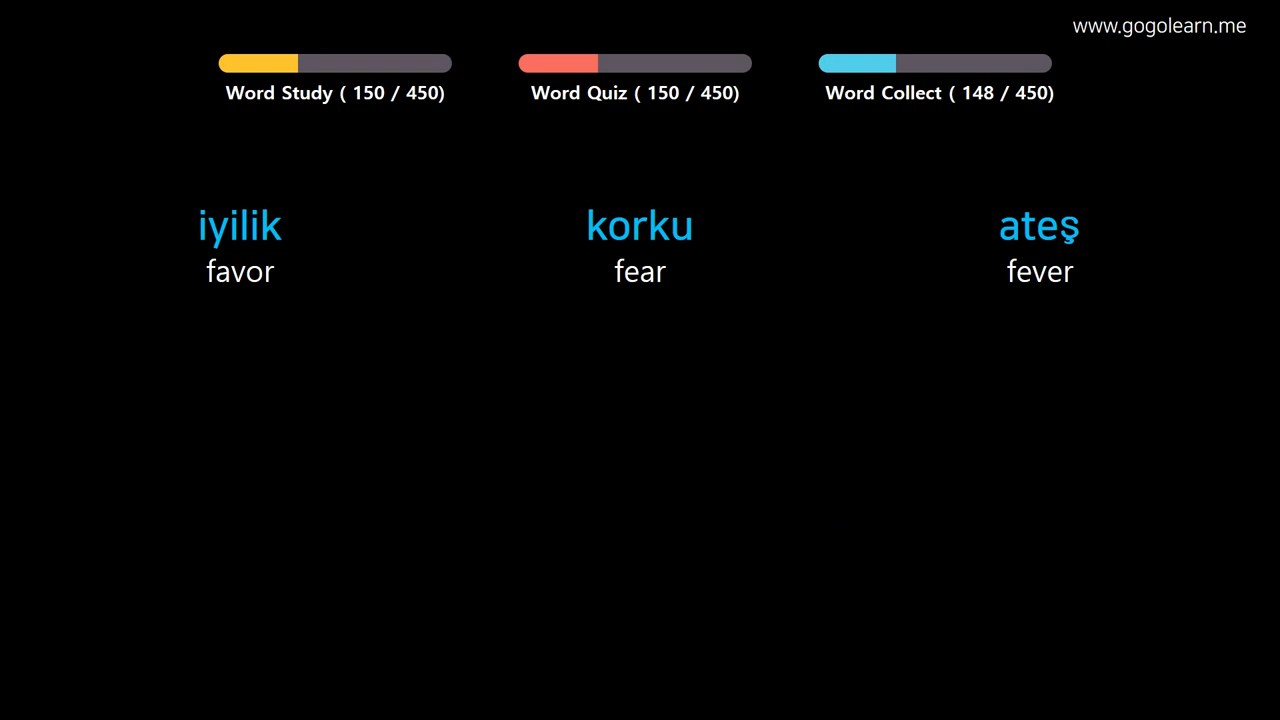 www.gogolearn.me
Word Study ( 150 / 450)
Word Quiz ( 150 / 450)
Word Collect ( 148 / 450)
iyilik
korku
ateş
favor
fear
fever